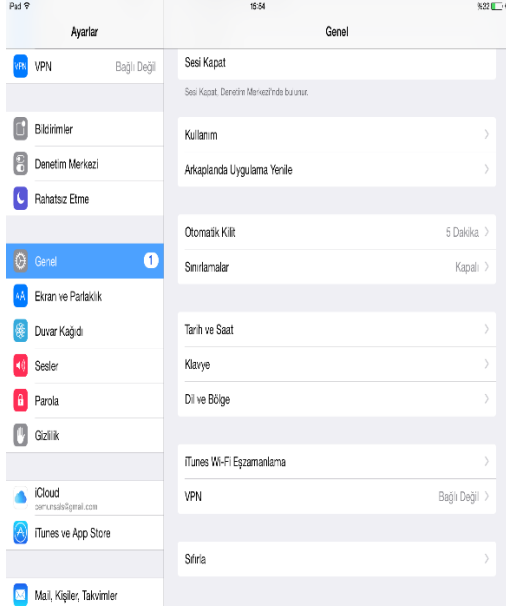 iPad
15:54
%22
Ayarlar
VPN Bağlı Değil
Bildirimler
Denetim Merkezi
Rahatsız Etme
Genel 1
Ekran ve Parlaklık
Duvar Kağıdı
Sesler
Parola
Gizlilik
iCloud
cemunsals@gmail.com
iTunes ve App Store
Mail, Kişiler, Takvimler
Genel
Sesi Kapat
Sesi Kapat, Denetim Merkezi'nde bulunur.
Kullanım
Arkaplanda Uygulama Yenile
Otomatik Kilit 5 Dakika
Sınırlamalar Kapalı
Tarih ve Saat
Klavye
Dil ve Bölge
iTunes Wi-Fi Eşzamanlama
VPN Bağlı Değil
Sıfırla